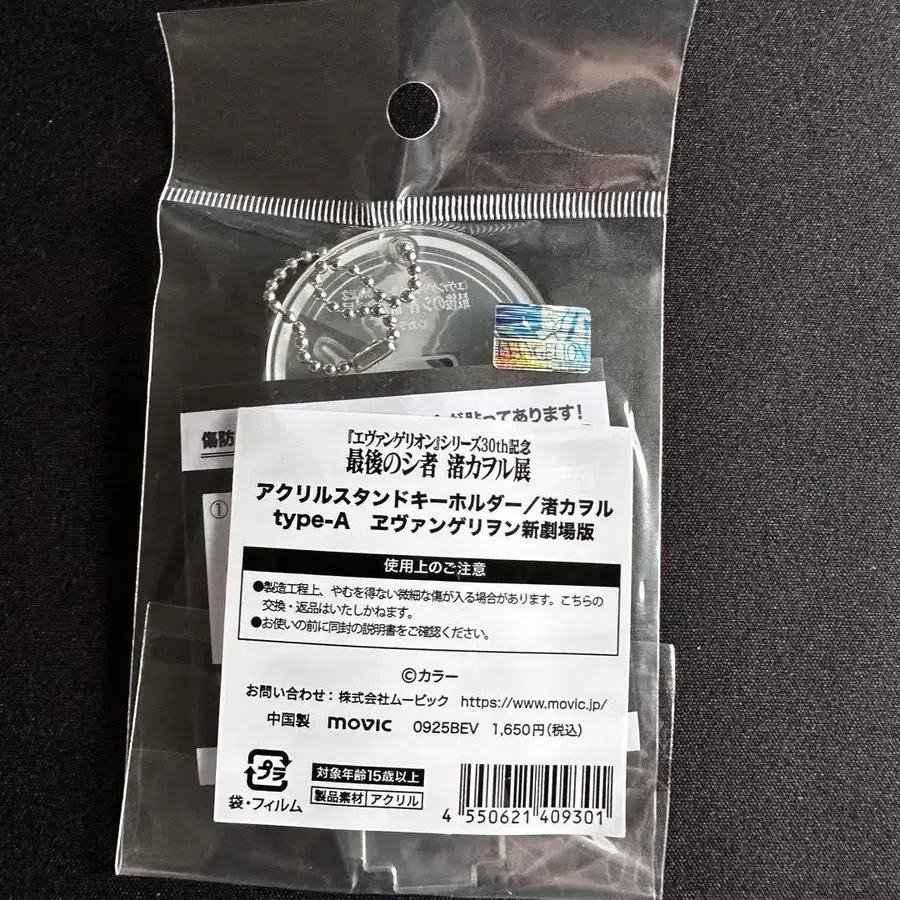 傷防
が貼ってあります！
①
『エヴァンゲリオン』シリーズ30th記念
最後のシ者 渚カヲル展
アクリルスタンドキーホルダー／渚カヲル
type-A ヱヴァンゲリヲン新劇場版
使用上のご注意
●製造工程上、やむを得ない微細な傷が入る場合があります。こちらの
交換・返品はいたしかねます。
●お使いの前に同封の説明書をご確認ください。
©カラー
お問い合わせ：株式会社ムービック https://www.movic.jp/
中国製 movic 0925BEV 1,650円(税込)
プラ
袋・フィルム
対象年齢15歳以上
製品素材 アクリル
4 550621 409301